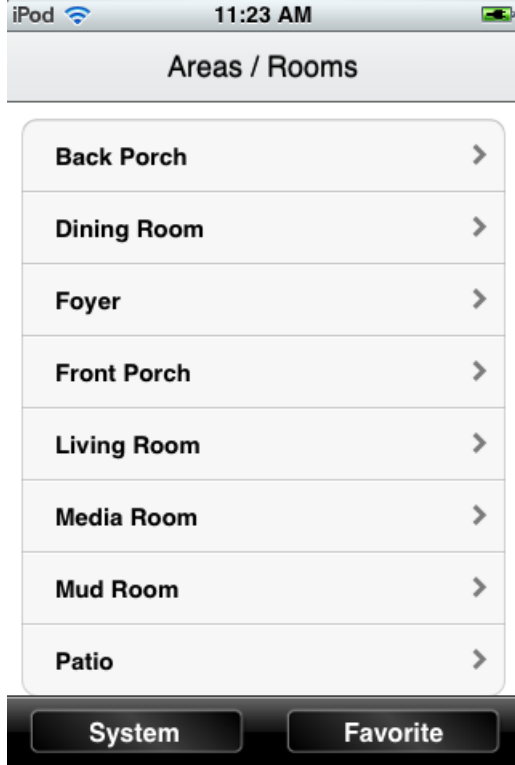 iPod 11:23 AM
Areas / Rooms
Back Porch
Dining Room
Foyer
Front Porch
Living Room
Media Room
Mud Room
Patio
System Favorite